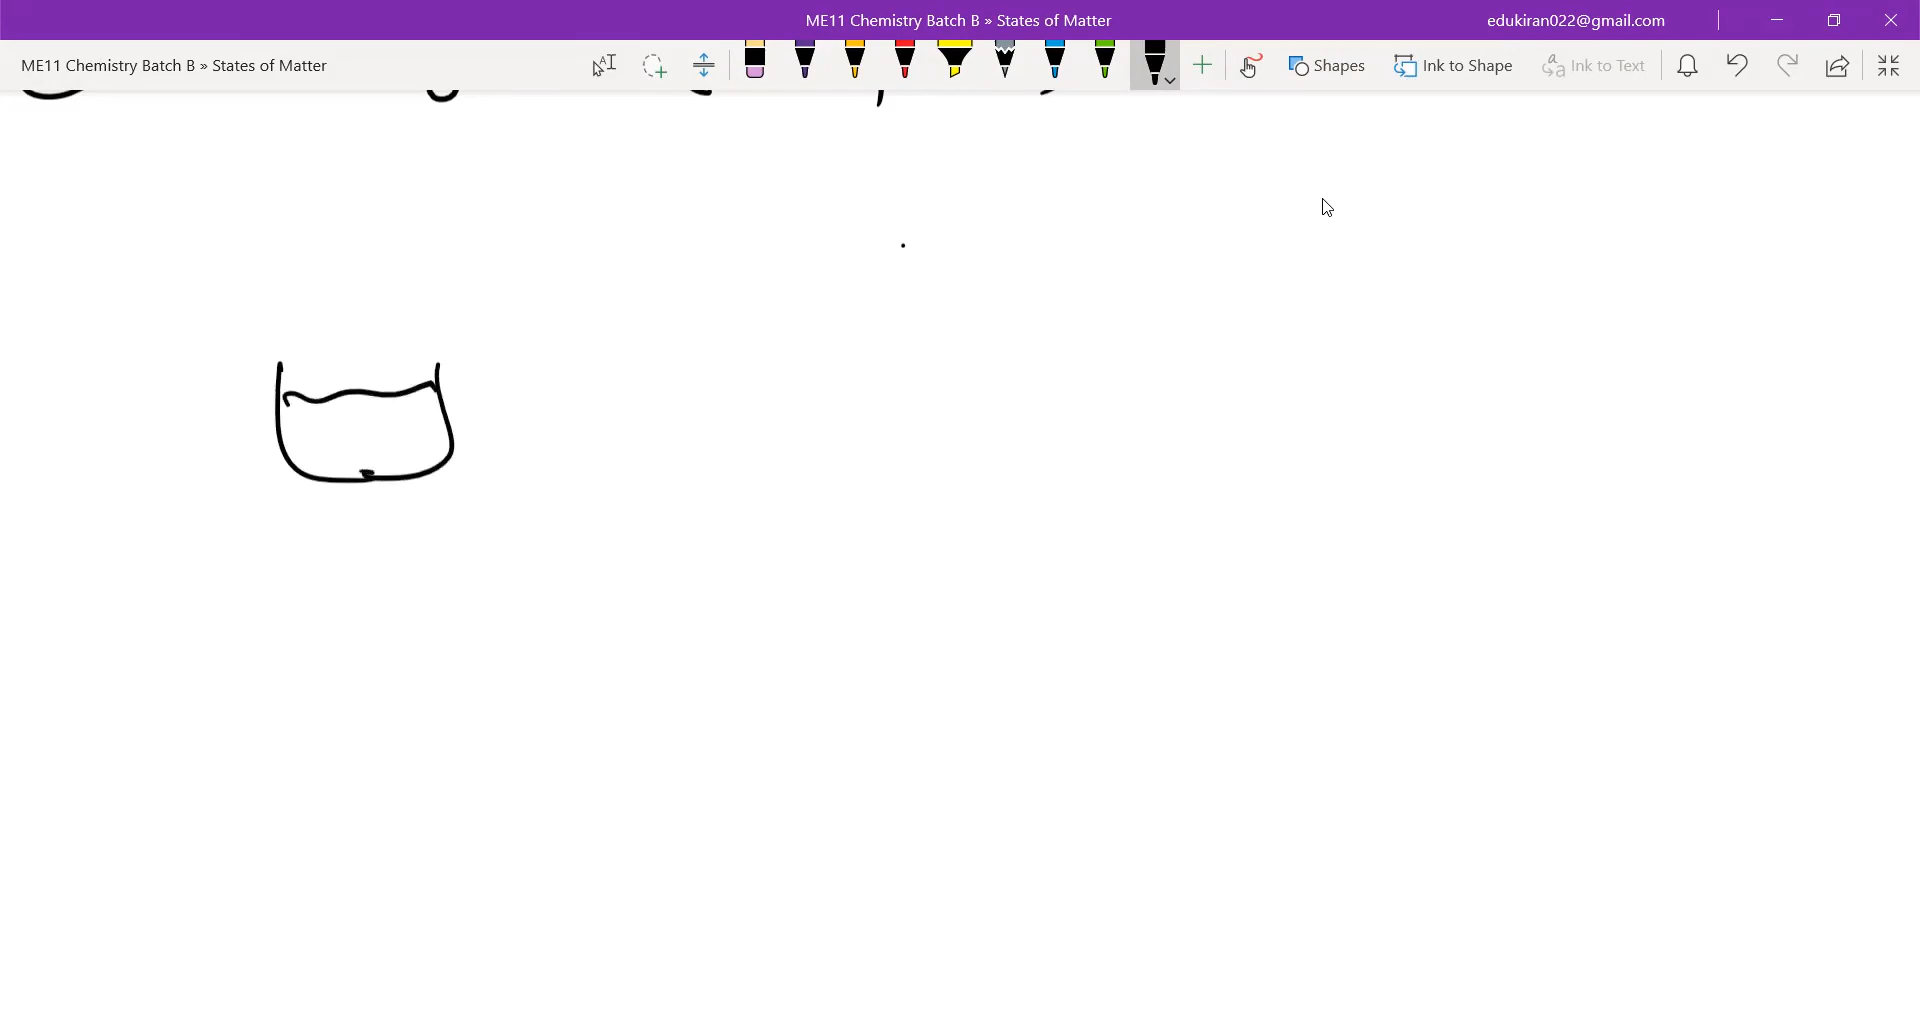 ME11 Chemistry Batch B » States of Matter
edukiran022@gmail.com
ME11 Chemistry Batch B » States of Matter
Shapes
Ink to Shape
Ink to Text